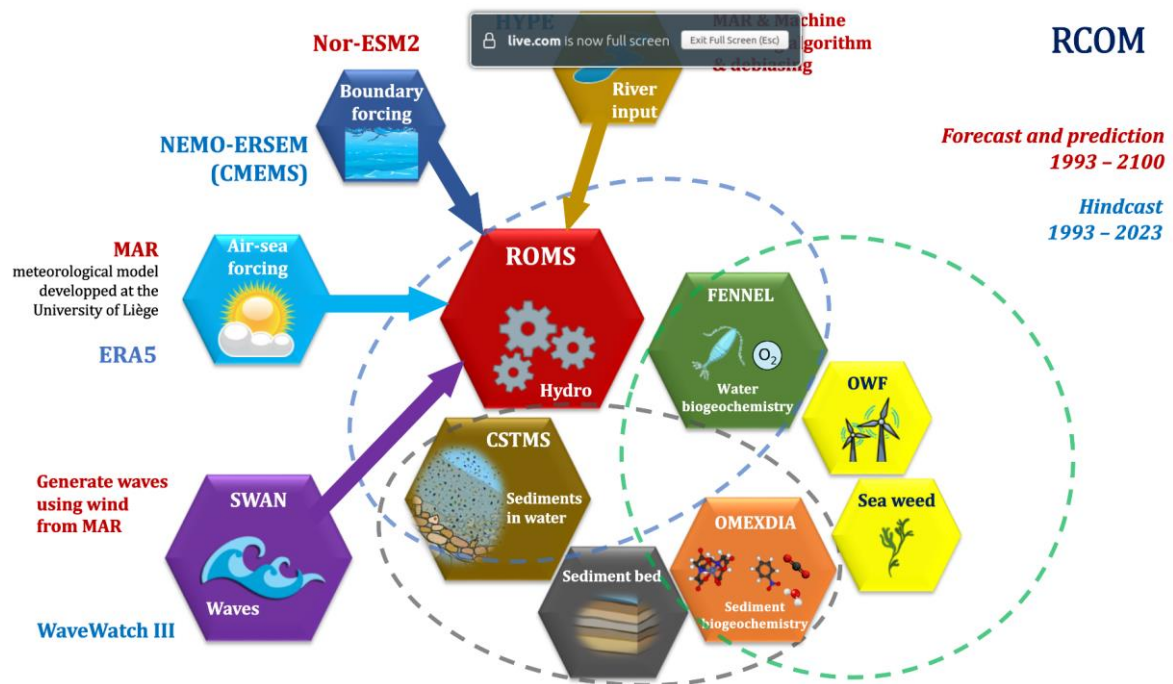 HYPE
live.com is now full screen
Exit Full Screen (Esc)
MAR & Machine
algorithm
& debiasing
RCOM
Nor-ESM2
Boundary
forcing
River
input
NEMO-ERSEM
(CMEMS)
Forecast and prediction
1993 – 2100
Hindcast
1993 – 2023
MAR
meteorological model
developped at the
University of Liège
ERA5
Air-sea
forcing
ROMS
Hydro
FENNEL
O2
Water
biogeochemistry
OWF
CSTMS
Sediments
in water
Generate waves
using wind
from MAR
SWAN
Waves
WaveWatch III
Sediment bed
OMEXDIA
Sediment
biogeochemistry
Sea weed